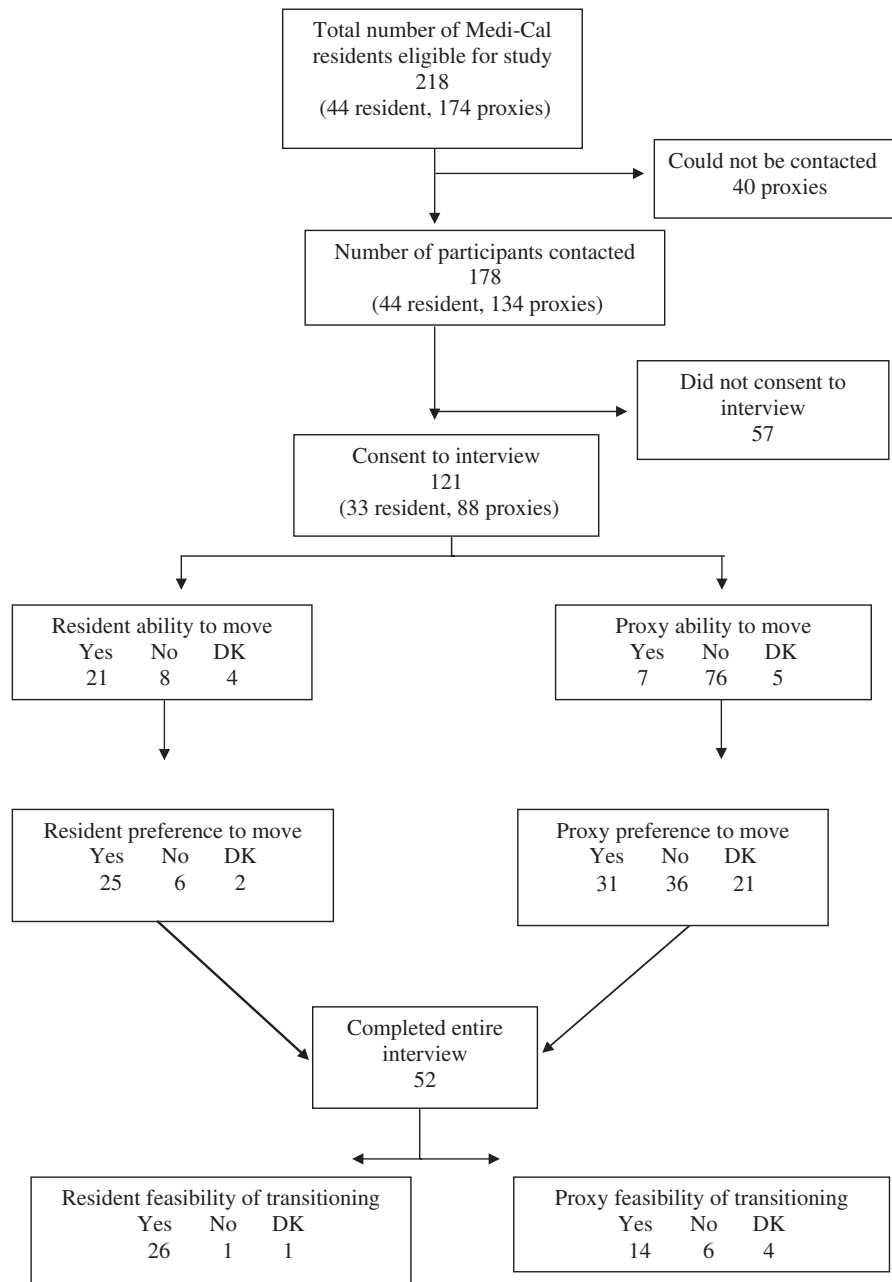 Total number of Medi-Cal
residents eligible for study
218
(44 resident, 174 proxies)
Could not be contacted
40 proxies
Number of participants contacted
178
(44 resident, 134 proxies)
Did not consent to
interview
57
Consent to interview
121
(33 resident, 88 proxies)
Resident ability to move
Yes No DK
21 8 4
Proxy ability to move
Yes No DK
7 76 5
Resident preference to move
Yes No DK
25 6 2
Proxy preference to move
Yes No DK
31 36 21
Completed entire
interview
52
Resident feasibility of transitioning
Yes No DK
26 1 1
Proxy feasibility of transitioning
Yes No DK
14 6 4